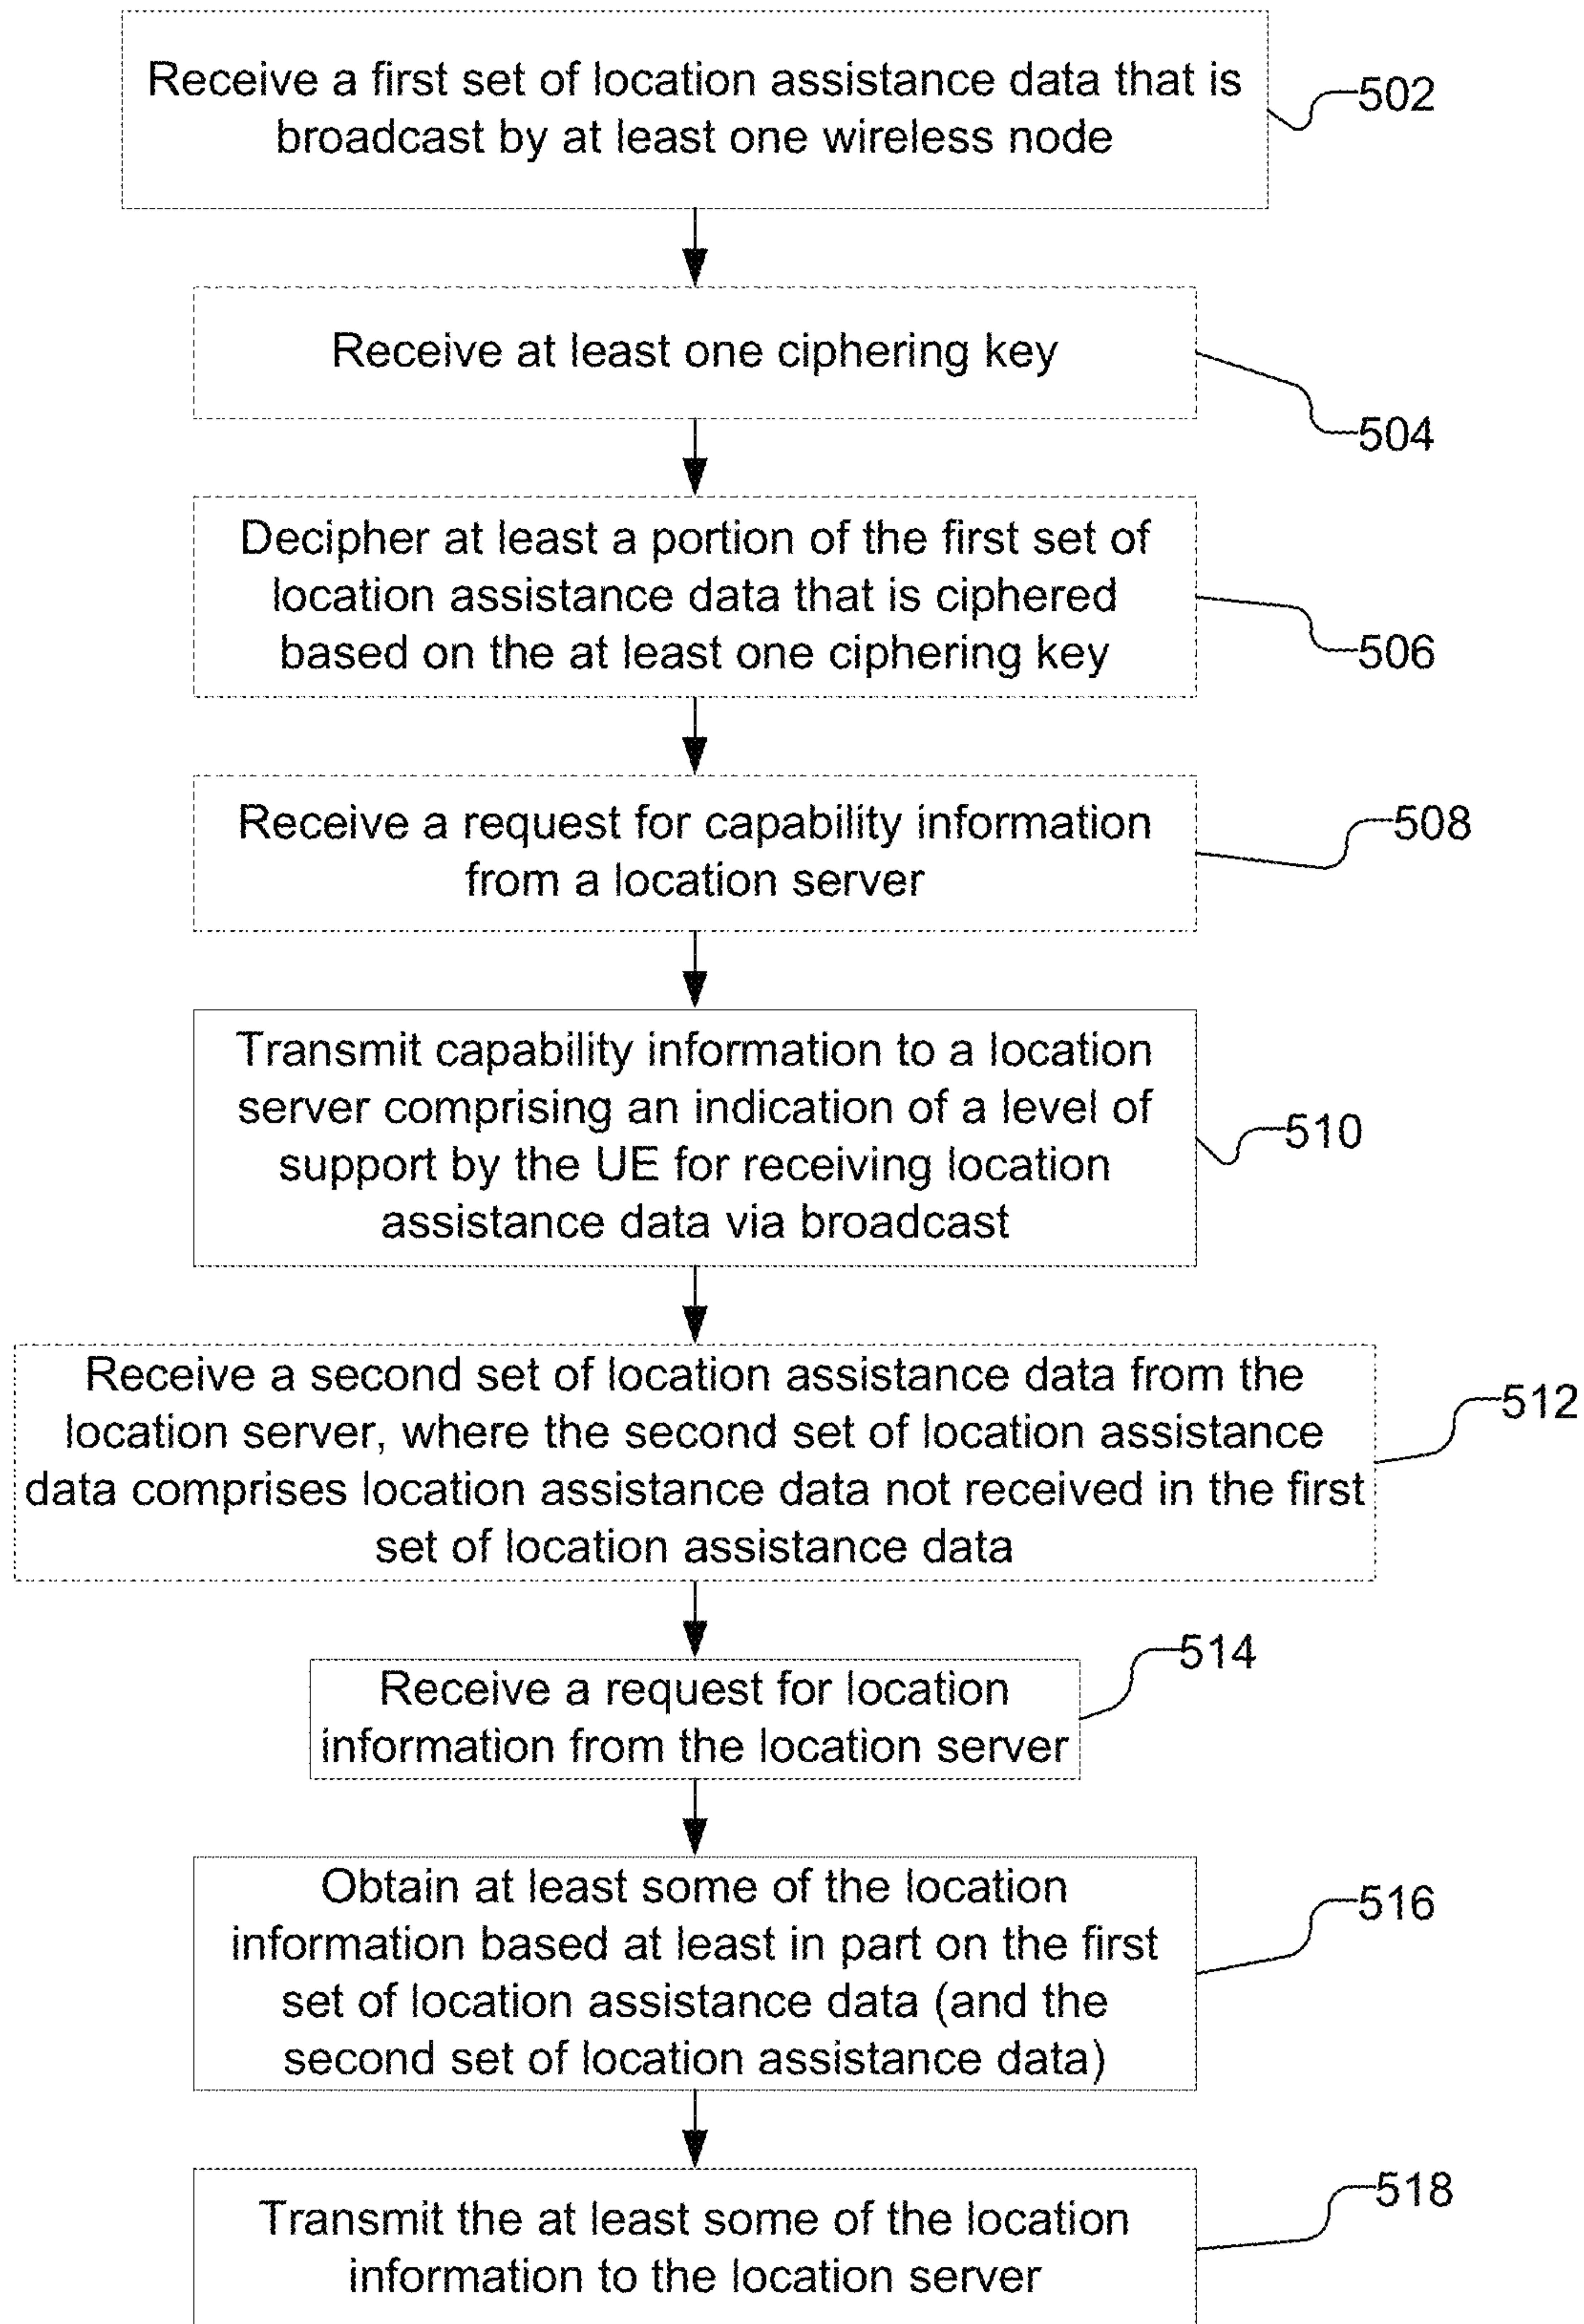 Receive a first set of location assistance data that is
broadcast by at least one wireless node
502
Receive at least one ciphering key
504
Decipher at least a portion of the first set of
location assistance data that is ciphered
based on the at least one ciphering key
506
Receive a request for capability information
from a location server
508
Transmit capability information to a location
server comprising an indication of a level of
support by the UE for receiving location
assistance data via broadcast
510
Receive a second set of location assistance data from the
location server, where the second set of location assistance
data comprises location assistance data not received in the first
set of location assistance data
512
Receive a request for location
information from the location server
514
Obtain at least some of the location
information based at least in part on the first
set of location assistance data (and the
second set of location assistance data)
516
Transmit the at least some of the location
information to the location server
518